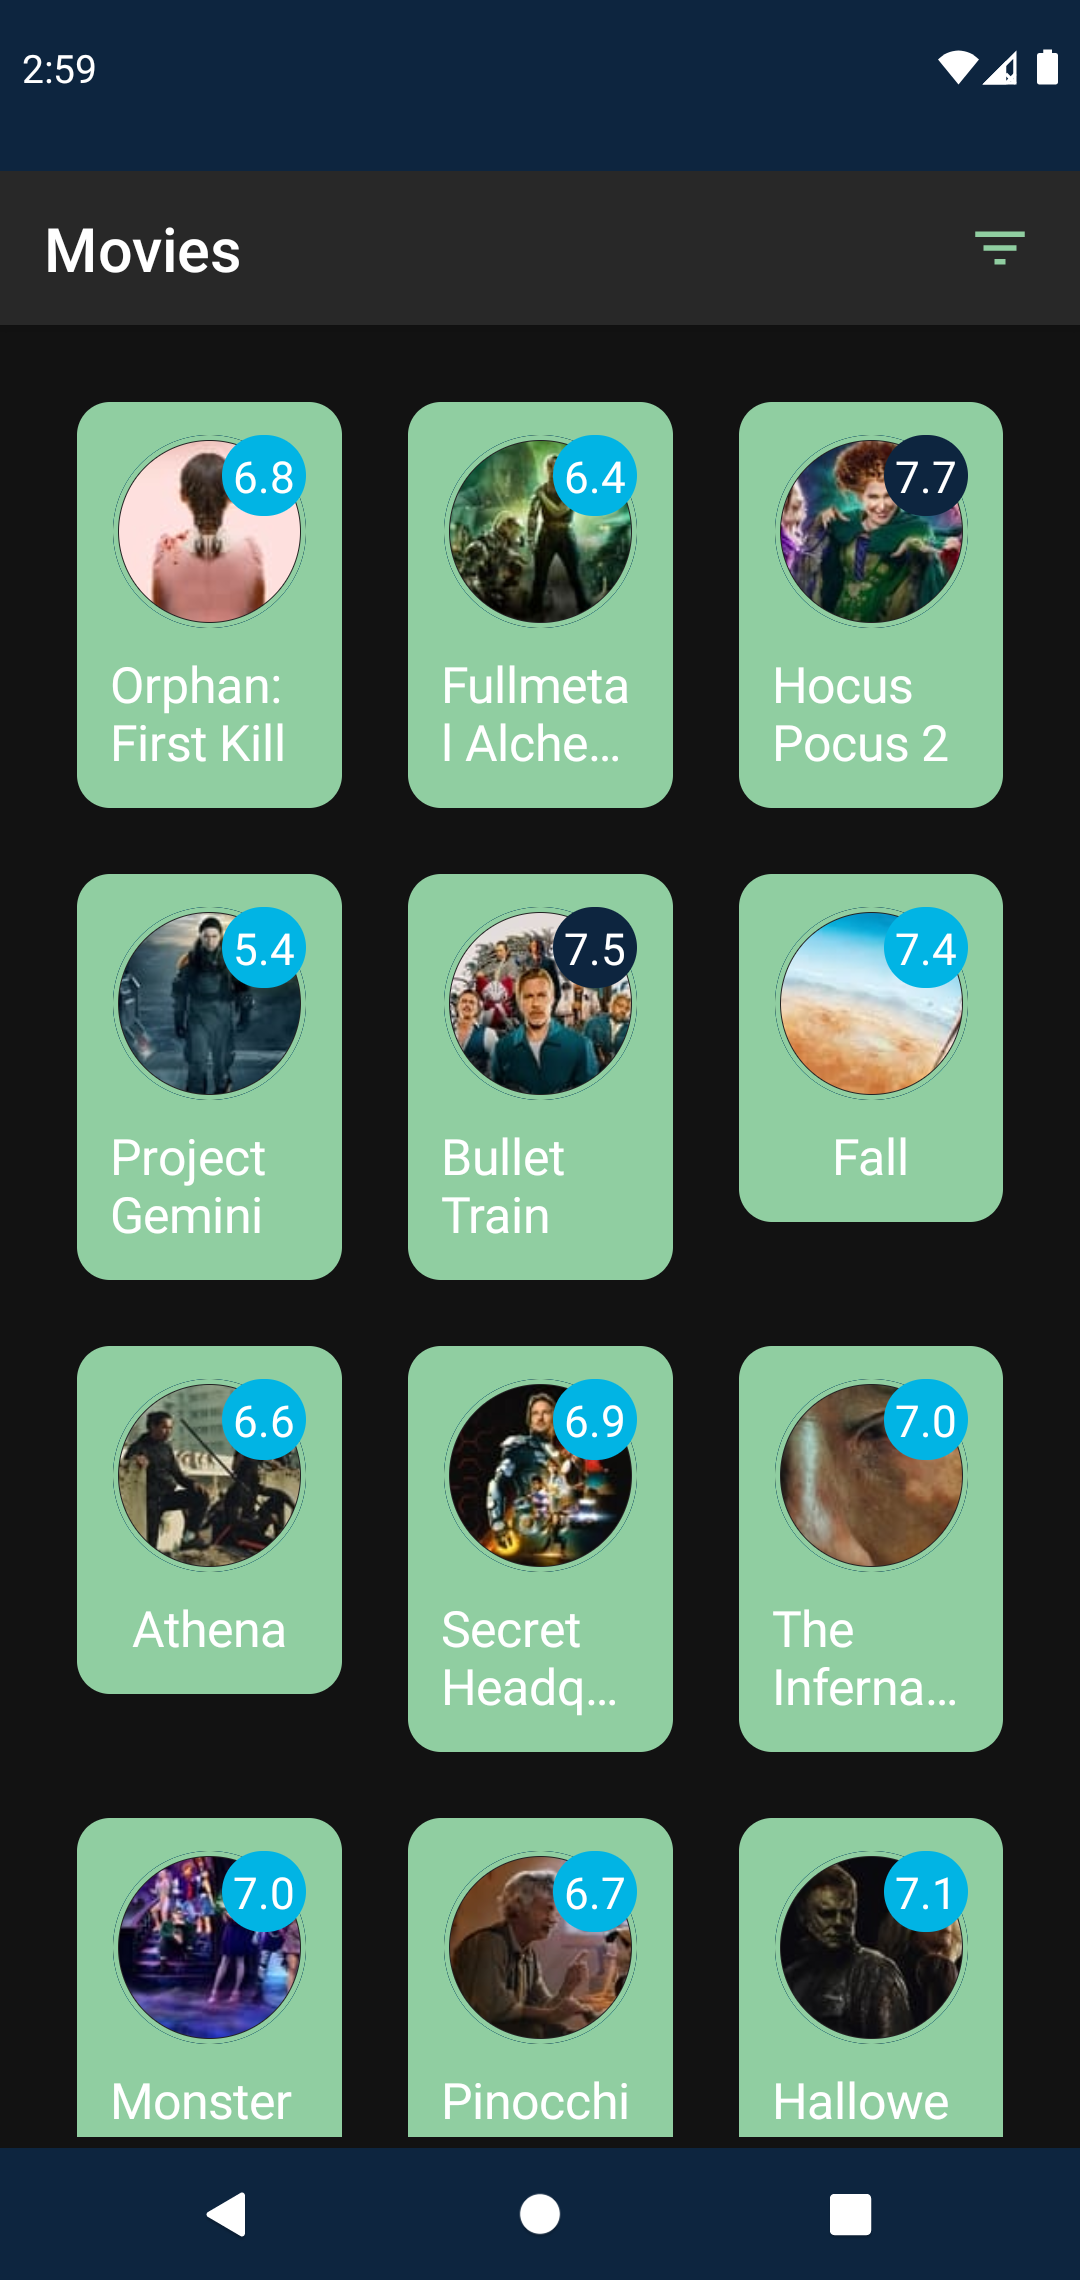 2:59
Movies
6.8
Orphan:
First Kill
6.4
Fullmeta
l Alche…
7.7
Hocus
Pocus 2
5.4
Project
Gemini
7.5
Bullet
Train
7.4
Fall
6.6
Athena
6.9
Secret
Headq…
7.0
The
Inferna…
7.0
Monster
6.7
Pinocchi
7.1
Hallowe